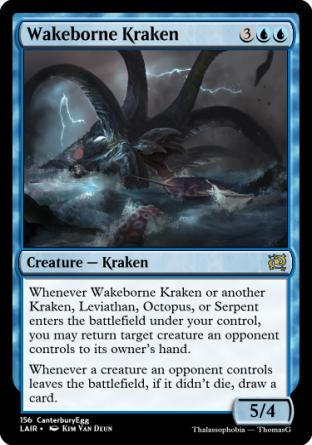 Wakeborne Kraken 3
Creature — Kraken
Whenever Wakeborne Kraken or another
Kraken, Leviathan, Octopus, or Serpent
enters the battlefield under your control,
you may return target creature an opponent
controls to its owner's hand.
Whenever a creature an opponent controls
leaves the battlefield, if it didn't die, draw a
card.
5/4
156 CanterburyEgg
LAIR • Kim Van Deun
Thalassophobia — ThomasG